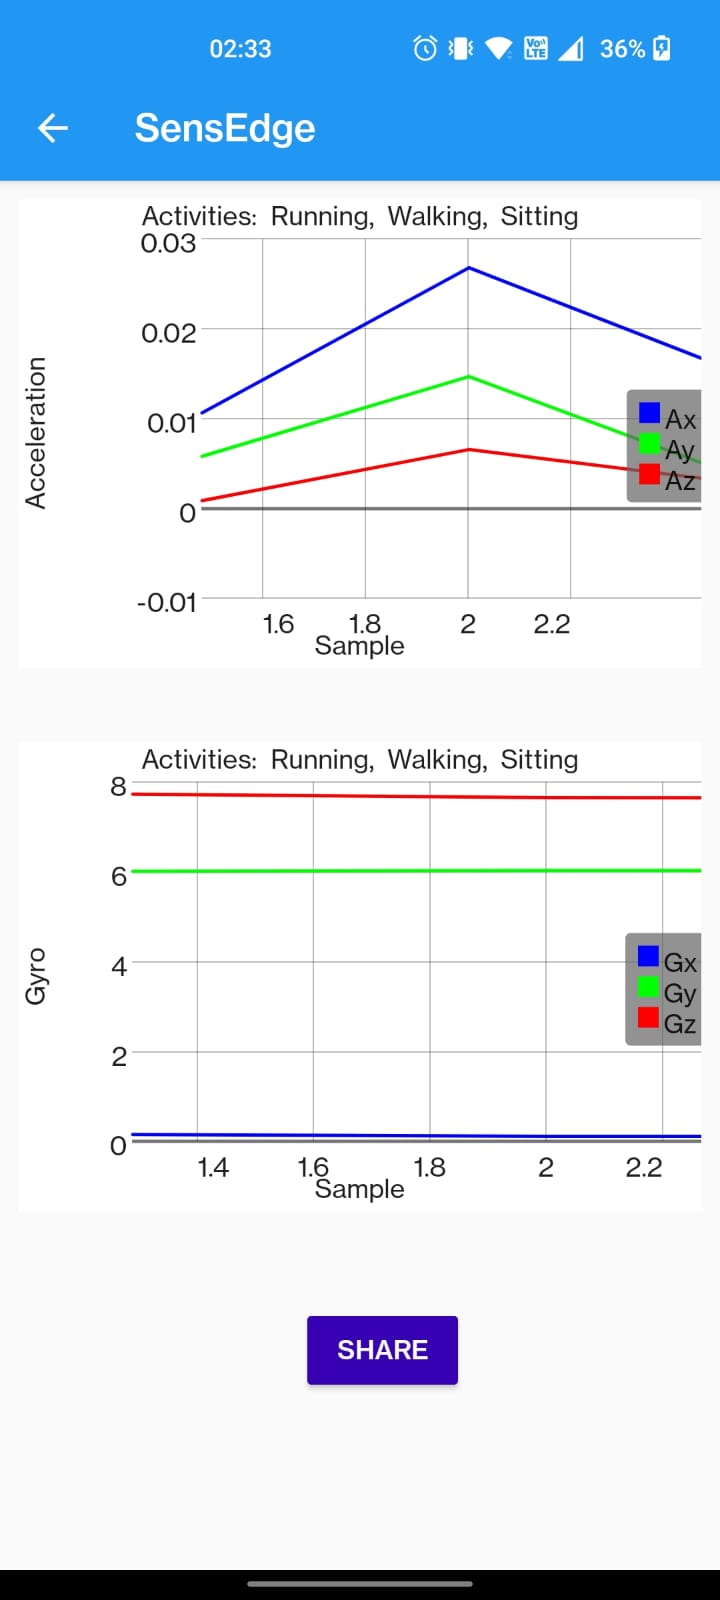 02:33 Vo)) LTE 36%
SensEdge
Activities: Running, Walking, Sitting
0.03
0.02
0.01
0
-0.01
Acceleration
Ax
Ay
Az
1.6 1.8 2 2.2
Sample
Activities: Running, Walking, Sitting
8
6
4
2
0
Gyro
Gx
Gy
Gz
1.4 1.6 1.8 2 2.2
Sample
SHARE